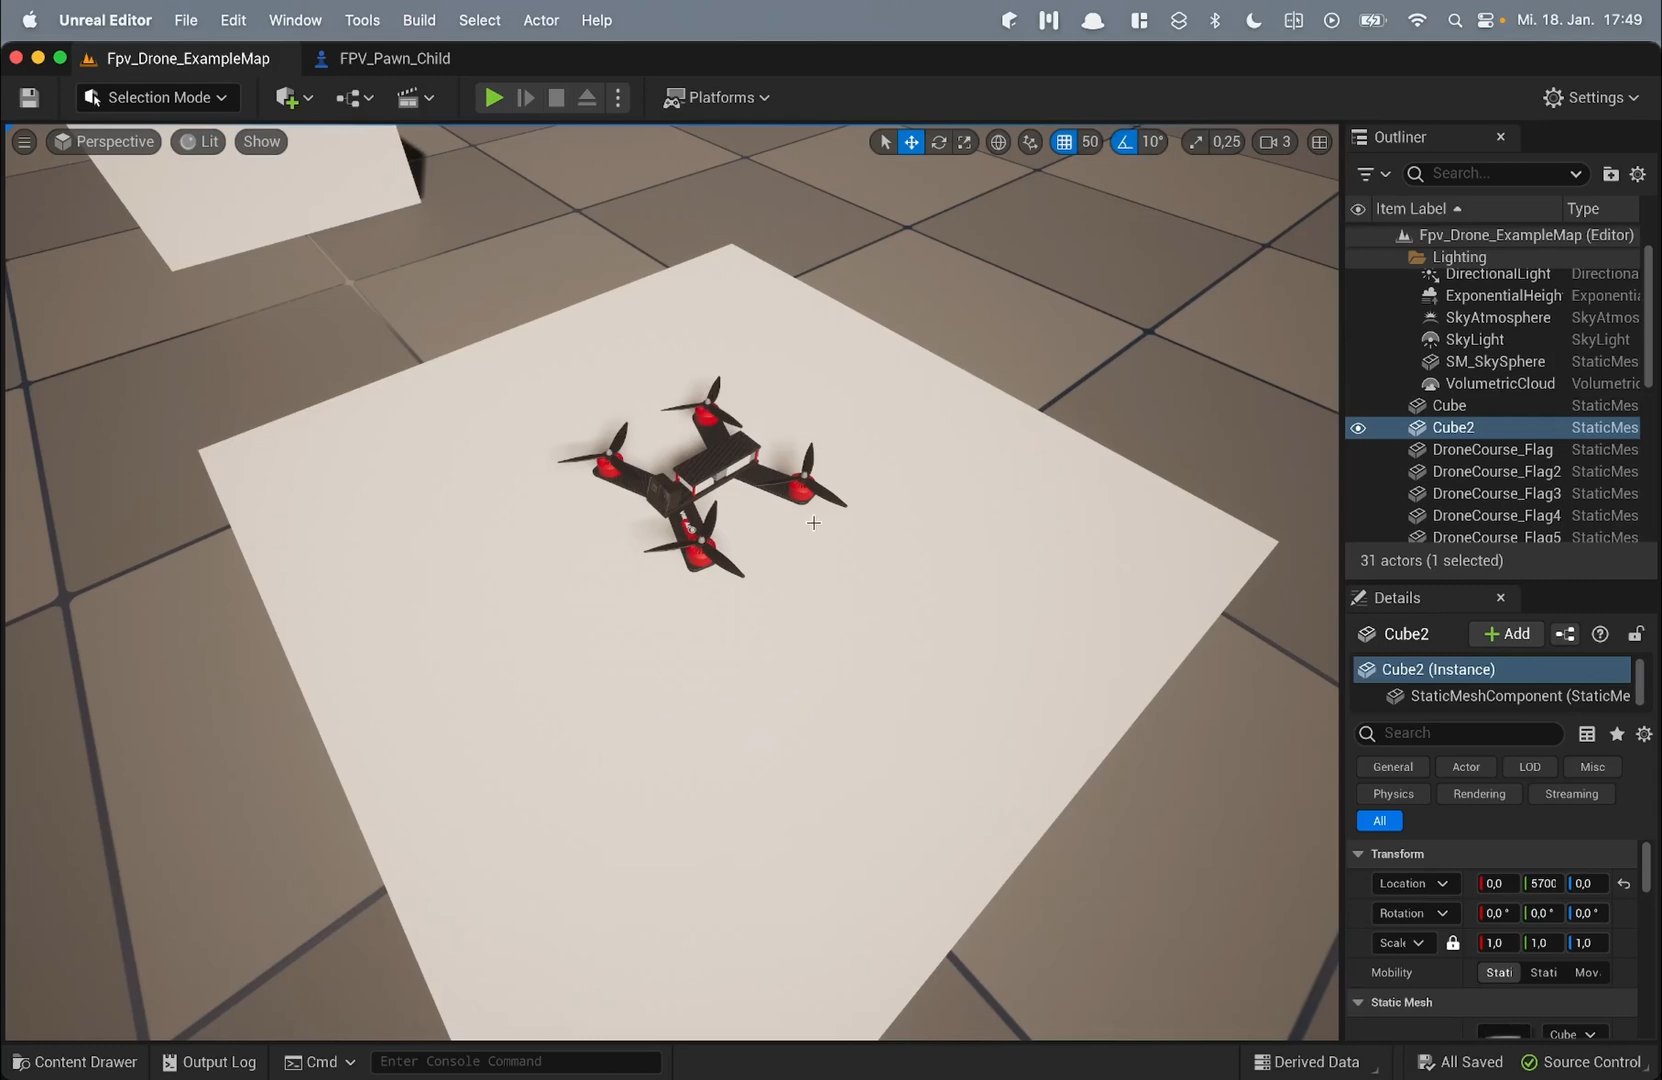 Unreal Editor File Edit Window Tools Build Select Actor Help Mi. 18. Jan. 17:49
Fpv_Drone_ExampleMap FPV_Pawn_Child
Selection Mode Platforms Settings
Perspective Lit Show 50 10° 0,25 3
Outliner
Search...
Item Label Type
Fpv_Drone_ExampleMap (Editor)
Lighting
DirectionalLight Directiona
ExponentialHeigh Exponentia
SkyAtmosphere SkyAtmos
SkyLight SkyLight
SM_SkySphere StaticMes
VolumetricCloud Volumetric
Cube StaticMes
Cube2 StaticMes
DroneCourse_Flag StaticMes
DroneCourse_Flag2 StaticMes
DroneCourse_Flag3 StaticMes
DroneCourse_Flag4 StaticMes
DroneCourse_Flag5 StaticMes
31 actors (1 selected)
Details
Cube2 Add
Cube2 (Instance)
StaticMeshComponent (StaticMe
Search
General Actor LOD Misc
Physics Rendering Streaming
All
Transform
Location 0,0 5700 0,0
Rotation 0,0° 0,0° 0,0°
Scale 1,0 1,0 1,0
Mobility Stati Stati Mov
Static Mesh
Cube
Content Drawer Output Log Cmd Enter Console Command Derived Data All Saved Source Control